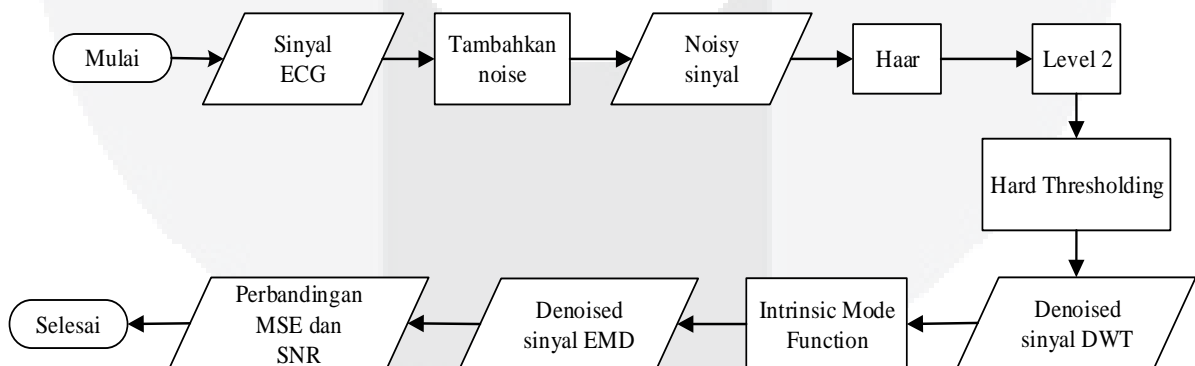 Mulai
Sinyal
ECG
Tambahkan
noise
Noisy
sinyal
Haar
Level 2
Hard Thresholding
Denoised
sinyal DWT
Intrinsic Mode
Function
Denoised
sinyal EMD
Perbandingan
MSE dan
SNR
Selesai